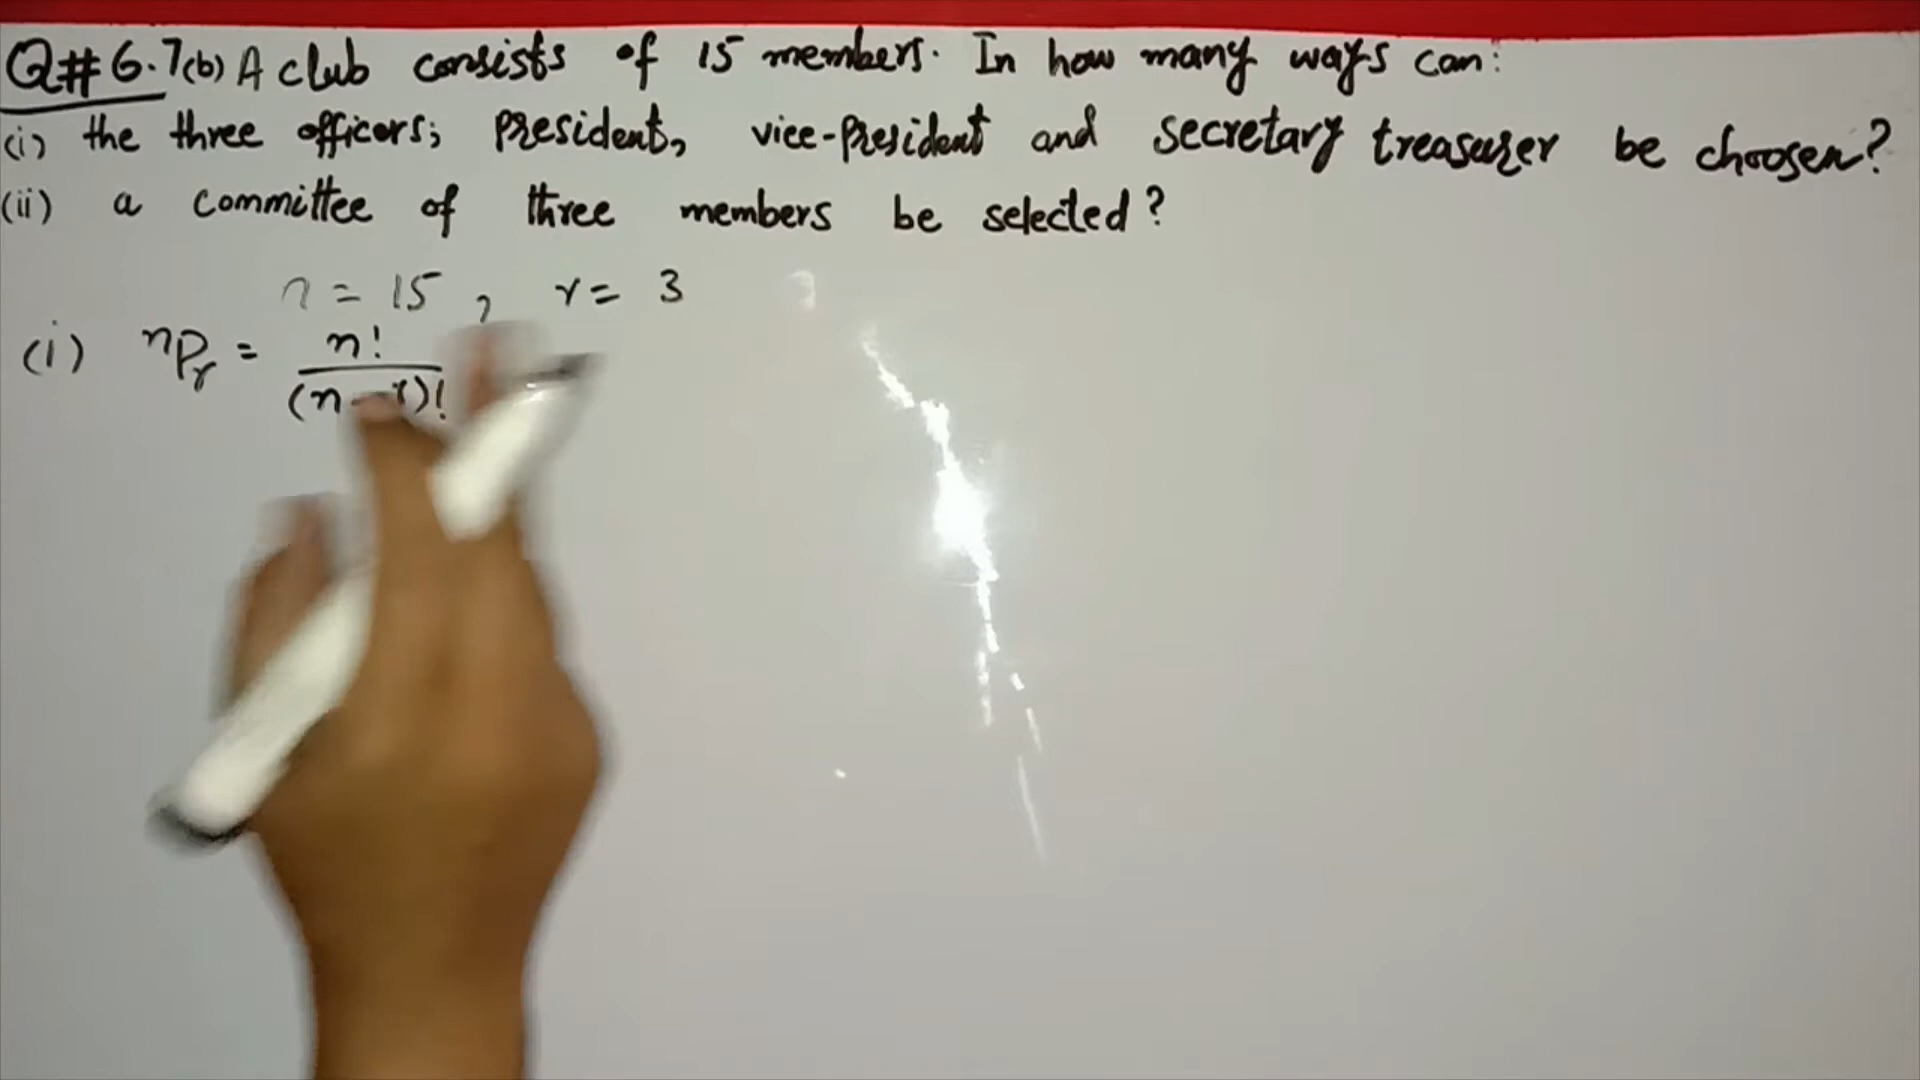 Q# 6.7(b) A club consists of 15 members. In how many ways can:
(i) the three officers; president, vice-president and secretary treasurer be choosen?
(ii) a committee of three members be selected?
n = 15 , r = 3
(i) nPr = n! / (n-r)!